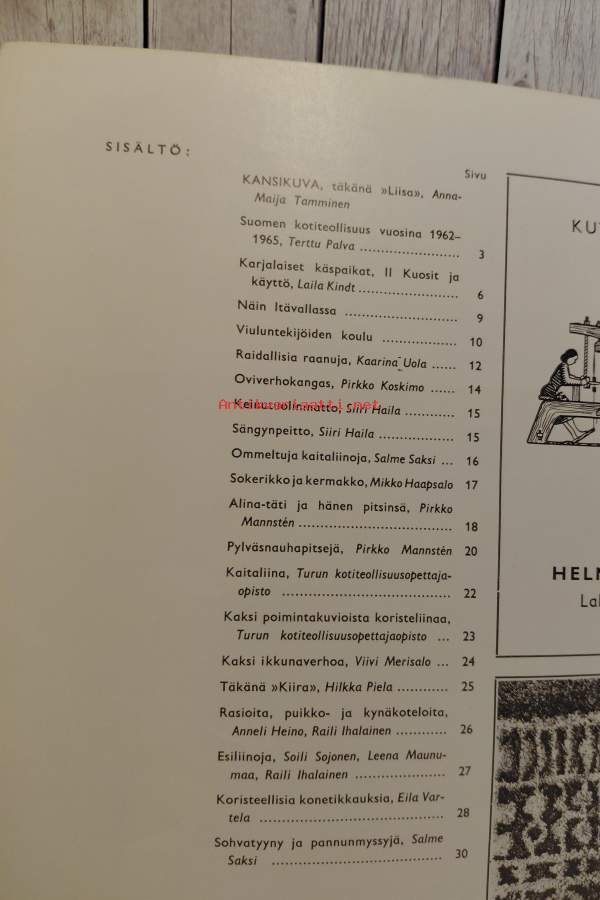 SISÄLTÖ:
Sivu
KANSIKUVA, täkänä »Liisa», Anna-
Maija Tamminen
Suomen kotiteollisuus vuosina 1962–
1965, Terttu Palva ........................ 3
Karjalaiset käspaikat, II Kuosit ja
käyttö, Laila Kindt ........................ 6
Näin Itävallassa ........................ 9
Viuluntekijöiden koulu .................. 10
Raidallisia raanuja, Kaarina Uola ...... 12
Oviverhokangas, Pirkko Koskimo ... 14
Keinutuolinmatto, Siiri Haila ............ 15
Sängynpeitto, Siiri Haila .................. 15
Ommeltuja kaitaliinoja, Salme Saksi ... 16
Sokerikko ja kermakko, Mikko Haapsalo 17
Alina-täti ja hänen pitsinsä, Pirkko
Mannstén .................................... 18
Pylväsnauhapitsejä, Pirkko Mannstén 20
Kaitaliina, Turun kotiteollisuusopettaja-
opisto .......................................... 22
Kaksi poimintakuvioista koristeliinaa,
Turun kotiteollisuusopettajaopisto ... 23
Kaksi ikkunaverhoa, Viivi Merisalo ... 24
Täkänä »Kiira», Hilkka Piela ............ 25
Rasioita, puikko- ja kynäkoteloita,
Anneli Heino, Raili Ihalainen ............ 26
Esiliinoja, Soili Sojonen, Leena Maunu-
maa, Raili Ihalainen ..................... 27
Koristeellisia konetikkauksia, Eila Var-
tela ............................................. 28
Sohvatyyny ja pannunmyssyjä, Salme
Saksi .......................................... 30
KU
HELM
Lal